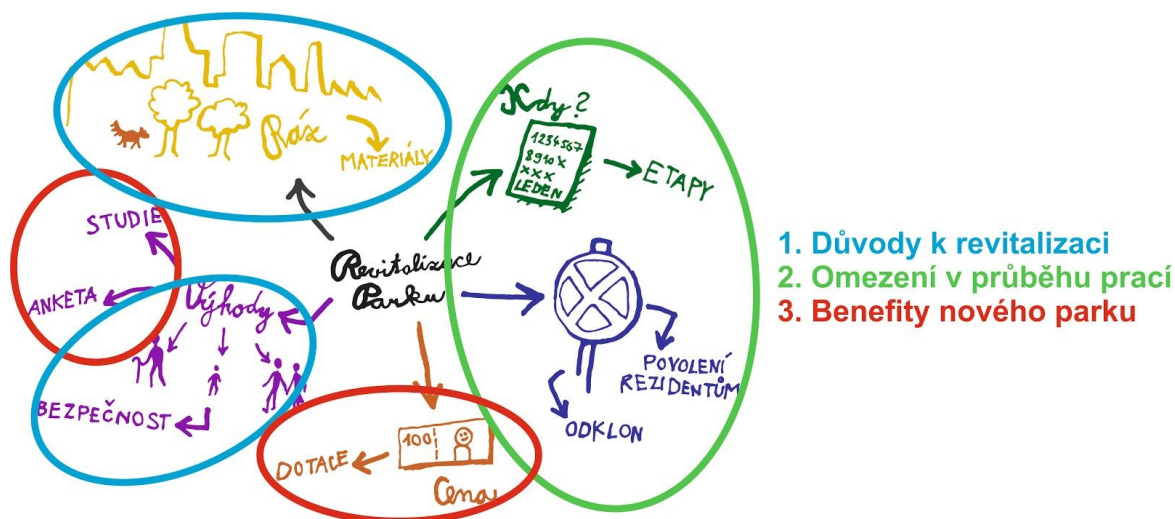 Ráz
MATERIÁLY
Kdy?
1234567
8910X
XXX
LEDEN
ETAPY
STUDIE
ANKETA
Výhody
BEZPEČNOST
Revitalizace
Parku
POVOLENÍ
REZIDENTŮM
ODKLON
DOTACE
100
Cena
1. Důvody k revitalizaci
2. Omezení v průběhu prací
3. Benefity nového parku